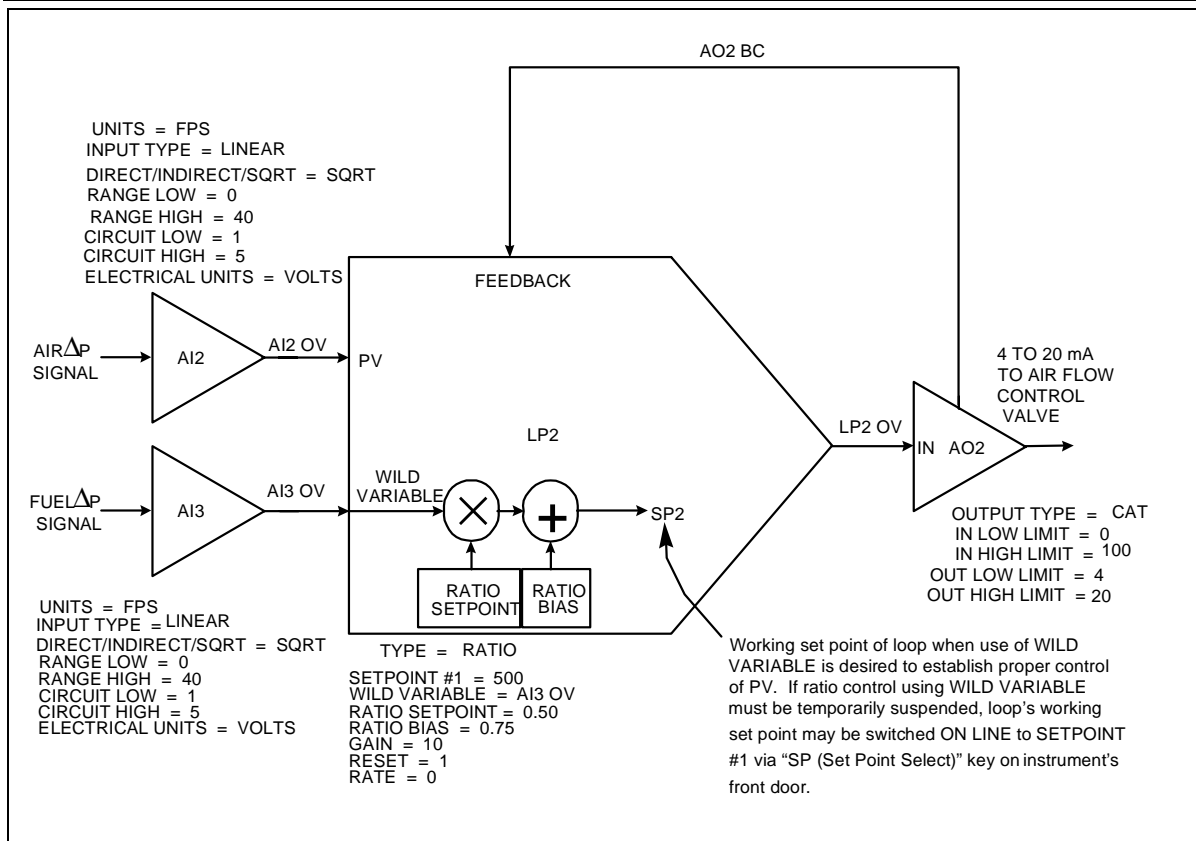 AO2 BC
UNITS = FPS
INPUT TYPE = LINEAR
DIRECT/INDIRECT/SQRT = SQRT
RANGE LOW = 0
RANGE HIGH = 40
CIRCUIT LOW = 1
CIRCUIT HIGH = 5
ELECTRICAL UNITS = VOLTS
FEEDBACK
AIR ΔP
SIGNAL
AI2
AI2 OV
PV
4 TO 20 mA
TO AIR FLOW
CONTROL
VALVE
LP2
LP2 OV
IN AO2
FUEL ΔP
SIGNAL
AI3
AI3 OV
WILD
VARIABLE
×
+
SP2
RATIO
SETPOINT
RATIO
BIAS
OUTPUT TYPE = CAT
IN LOW LIMIT = 0
IN HIGH LIMIT = 100
OUT LOW LIMIT = 4
OUT HIGH LIMIT = 20
UNITS = FPS
INPUT TYPE = LINEAR
DIRECT/INDIRECT/SQRT = SQRT
RANGE LOW = 0
RANGE HIGH = 40
CIRCUIT LOW = 1
CIRCUIT HIGH = 5
ELECTRICAL UNITS = VOLTS
TYPE = RATIO
SETPOINT #1 = 500
WILD VARIABLE = AI3 OV
RATIO SETPOINT = 0.50
RATIO BIAS = 0.75
GAIN = 10
RESET = 1
RATE = 0
Working set point of loop when use of WILD
VARIABLE is desired to establish proper control
of PV. If ratio control using WILD VARIABLE
must be temporarily suspended, loop's working
set point may be switched ON LINE to SETPOINT
#1 via “SP (Set Point Select)” key on instrument's
front door.